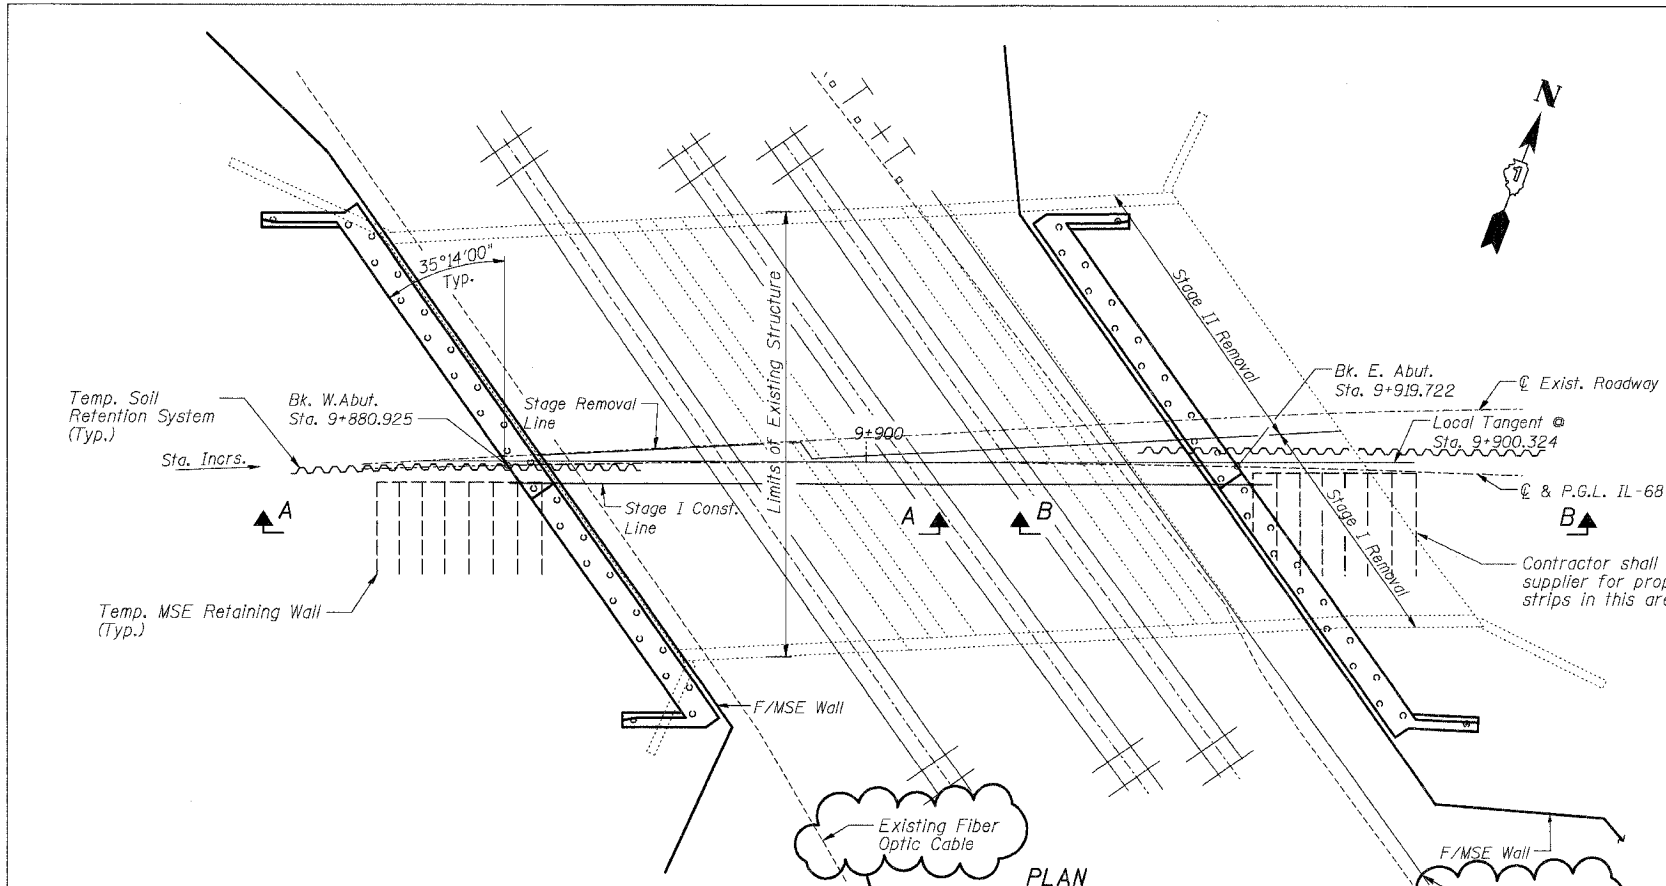 N
35°14'00"
Typ.
Limits of Existing Structure
Stage II Removal
Temp. Soil
Retention System
(Typ.)
Bk. W.Abut.
Sta. 9+880.925
Stage Removal
Line
9+900
Bk. E. Abut.
Sta. 9+919.722
℄ Exist. Roadway
Local Tangent @
Sta. 9+900.324
Sta. Incrs.
℄ & P.G.L. IL-68
A
Stage I Const.
Line
A
B
B
Stage I Removal
Contractor shall
supplier for
strips in this
Temp. MSE Retaining Wall
(Typ.)
F/MSE Wall
Existing Fiber
Optic Cable
F/MSE Wall
PLAN